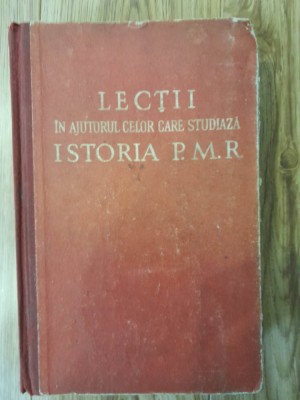 LECȚII
ÎN AJUTORUL CELOR CARE STUDIAZĂ
ISTORIA P.M.R.